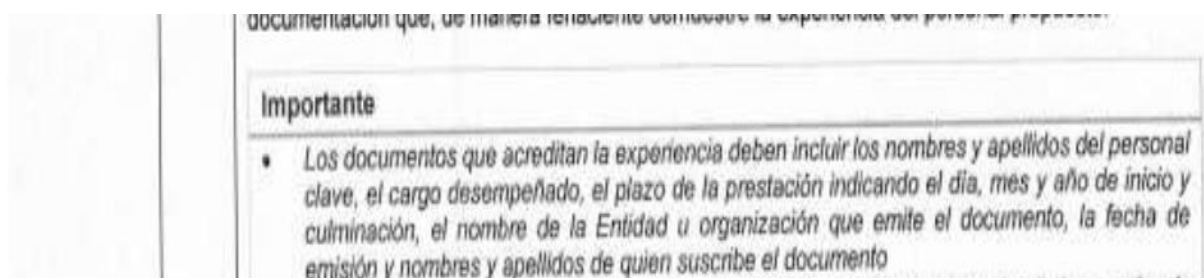 documentación que, de manera fehaciente demuestre la experiencia del personal propuesto.
Importante
• Los documentos que acreditan la experiencia deben incluir los nombres y apellidos del personal
clave, el cargo desempeñado, el plazo de la prestación indicando el día, mes y año de inicio y
culminación, el nombre de la Entidad u organización que emite el documento, la fecha de
emisión y nombres y apellidos de quien suscribe el documento